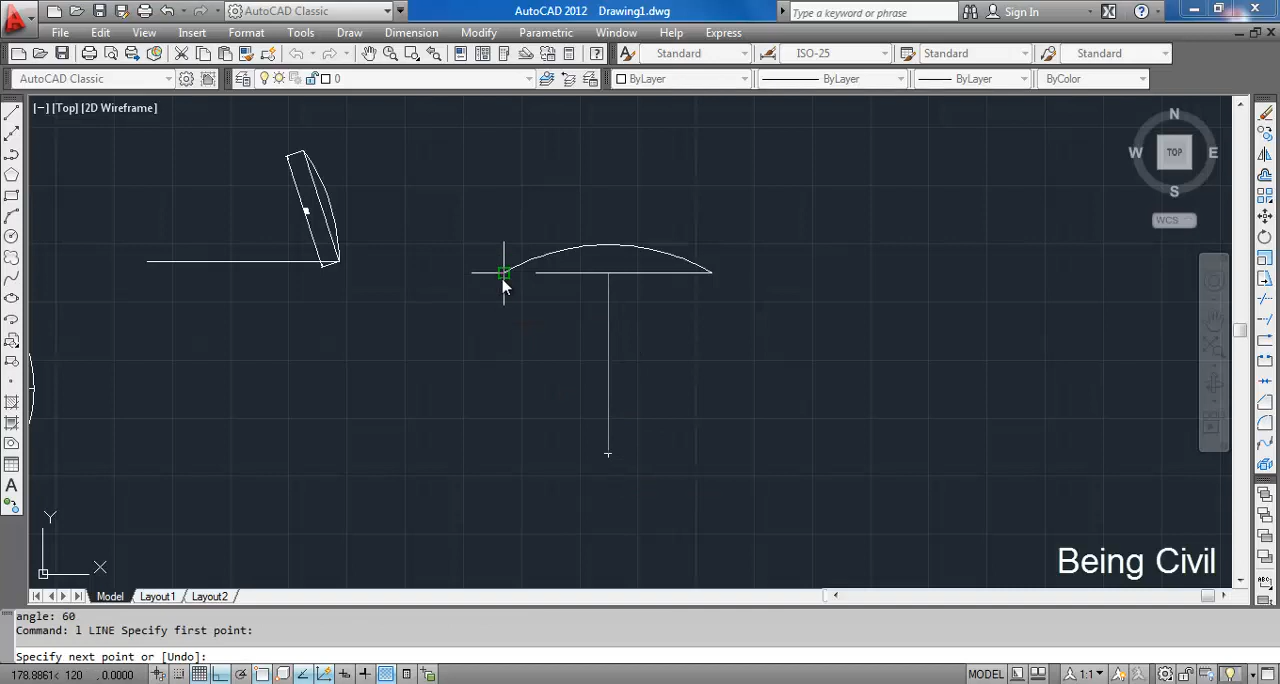 AutoCAD Classic
AutoCAD 2012 Drawing1.dwg
Type a keyword or phrase
Sign In
File Edit View Insert Format Tools Draw Dimension Modify Parametric Window Help Express
Standard ISO-25 Standard Standard
AutoCAD Classic 0 ByLayer ByLayer ByLayer ByColor
[−] [Top] [2D Wireframe]
N
W TOP E
S
WCS
Y
X
Being Civil
Model Layout1 Layout2
angle: 60
Command: l LINE Specify first point:
Specify next point or [Undo]:
178.8861< 120 , 0.0000 MODEL 1:1